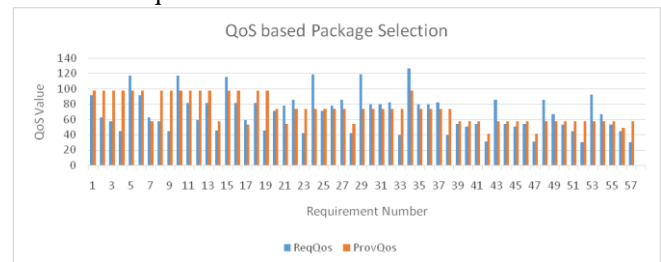 QoS based Package Selection
140
120
100
80
60
40
20
0
QoS Value
1 3 5 7 9 11 13 15 17 19 21 23 25 27 29 31 33 35 37 39 41 43 45 47 49 51 53 55 57
Requirement Number
ReqQos ProvQos